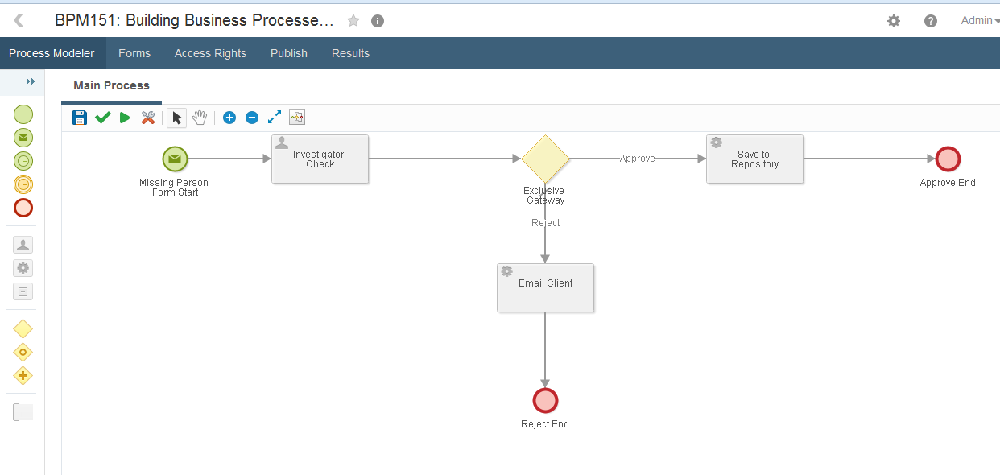 BPM151: Building Business Processe...
Admin
Process Modeler
Forms
Access Rights
Publish
Results
Main Process
Missing Person
Form Start
Investigator
Check
Exclusive
Gateway
Approve
Save to
Repository
Approve End
Reject
Email Client
Reject End